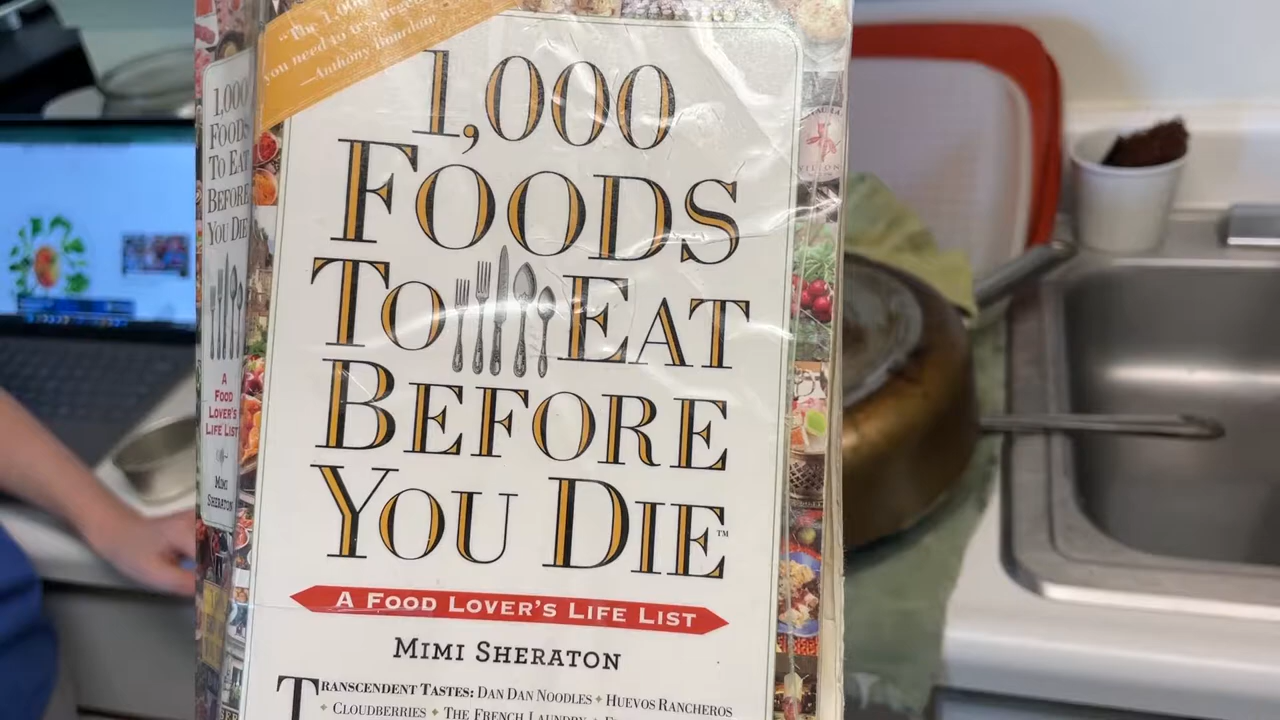 The 1,000
you need to
—Anthony Bourdain
1,000
FOODS
TO EAT
BEFORE
YOU DIE™
A FOOD LOVER'S LIFE LIST
MIMI SHERATON
TRANSCENDENT TASTES: DAN DAN NOODLES ✦ HUEVOS RANCHEROS
✦ CLOUDBERRIES ✦ THE FRENCH LAUNDRY ✦
1,000
FOODS
TO EAT
BEFORE
YOU DIE
A
FOOD
LOVER'S
LIFE LIST
MIMI
SHERATON